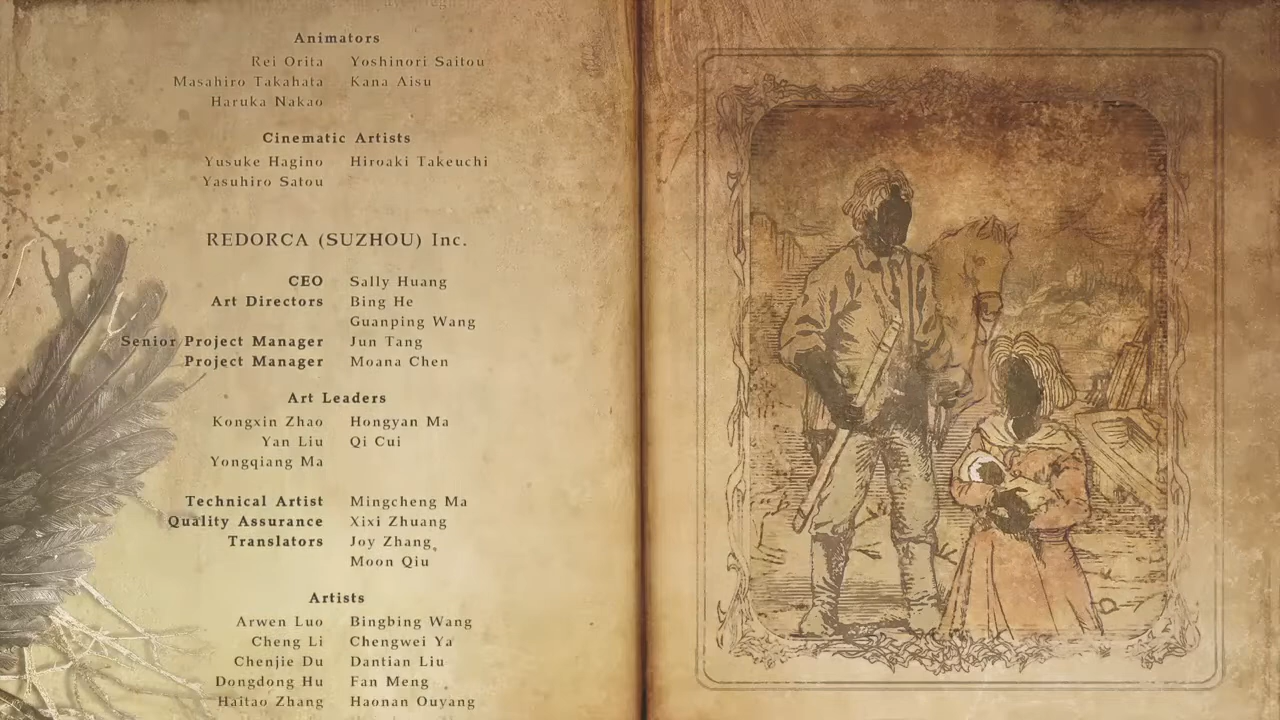 Animators
Rei Orita Yoshinori Saitou
Masahiro Takahata Kana Aisu
Haruka Nakao
Cinematic Artists
Yusuke Hagino Hiroaki Takeuchi
Yasuhiro Satou
REDORCA (SUZHOU) Inc.
CEO Sally Huang
Art Directors Bing He
Guanping Wang
Senior Project Manager Jun Tang
Project Manager Moana Chen
Art Leaders
Kongxin Zhao Hongyan Ma
Yan Liu Qi Cui
Yongqiang Ma
Technical Artist Mingcheng Ma
Quality Assurance Xixi Zhuang
Translators Joy Zhang
Moon Qiu
Artists
Arwen Luo Bingbing Wang
Cheng Li Chengwei Ya
Chenjie Du Dantian Liu
Dongdong Hu Fan Meng
Haitao Zhang Haonan Ouyang